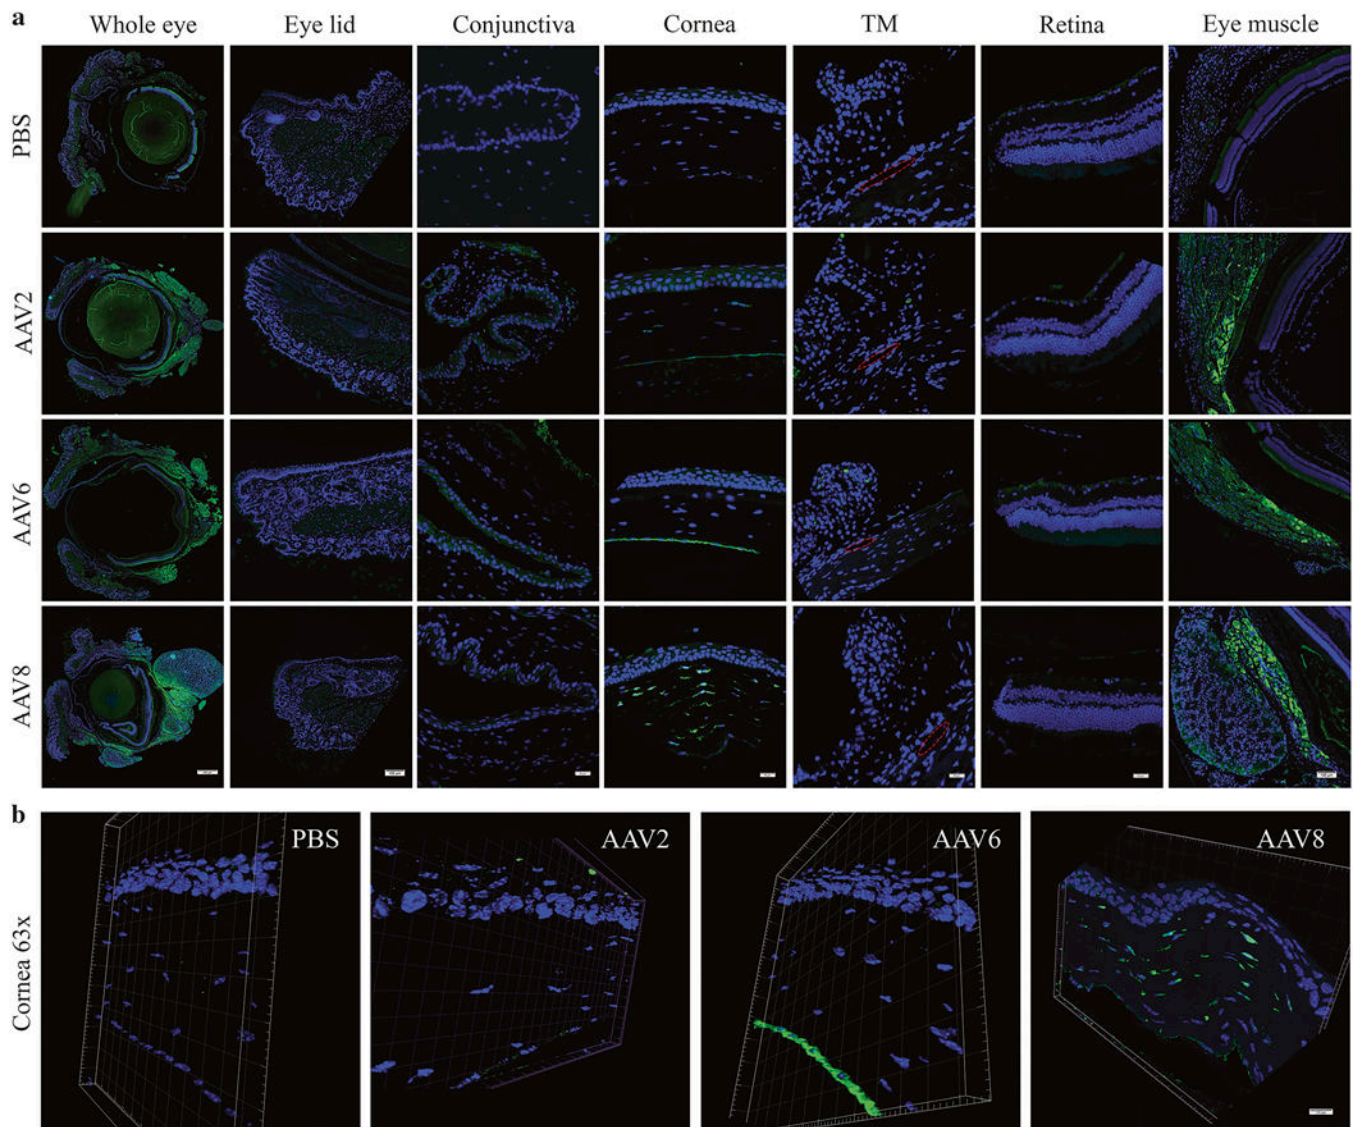 a
Whole eye Eye lid Conjunctiva Cornea TM Retina Eye muscle
PBS
AAV2
AAV6
AAV8
b
Cornea 63x
PBS AAV2 AAV6 AAV8